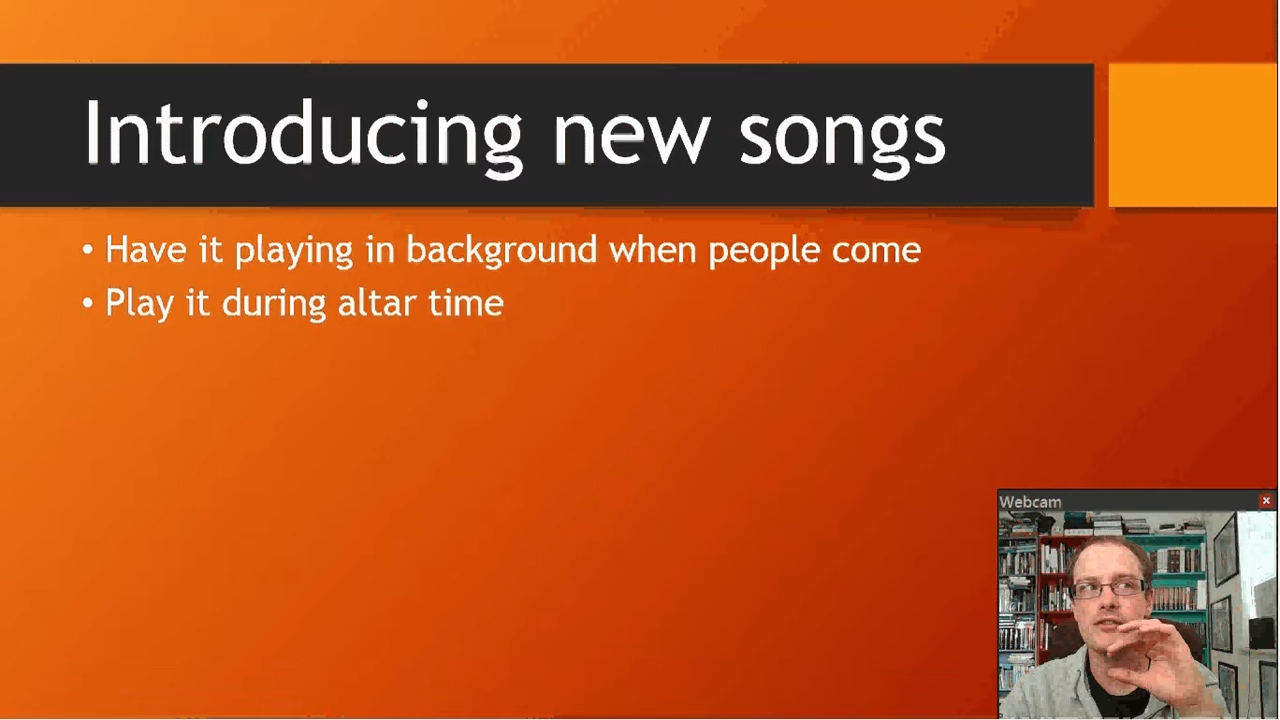 Introducing new songs
• Have it playing in background when people come
• Play it during altar time
Webcam